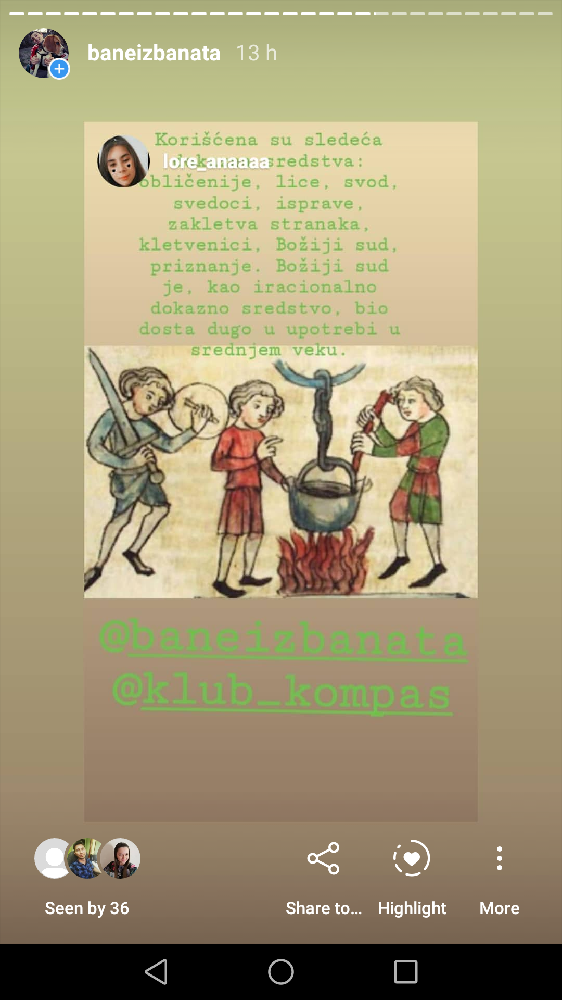 baneizbanata 13 h
Korišćena su sledeća
lore_anaaaa sredstva:
obličenije, lice, svod,
svedoci, isprave,
zakletva stranaka,
kletvenici, Božiji sud,
priznanje. Božiji sud
je, kao iracionalno
dokazno sredstvo, bio
dosta dugo u upotrebi u
srednjem veku.
@baneizbanata
@klub_kompas
Seen by 36
Share to...
Highlight
More